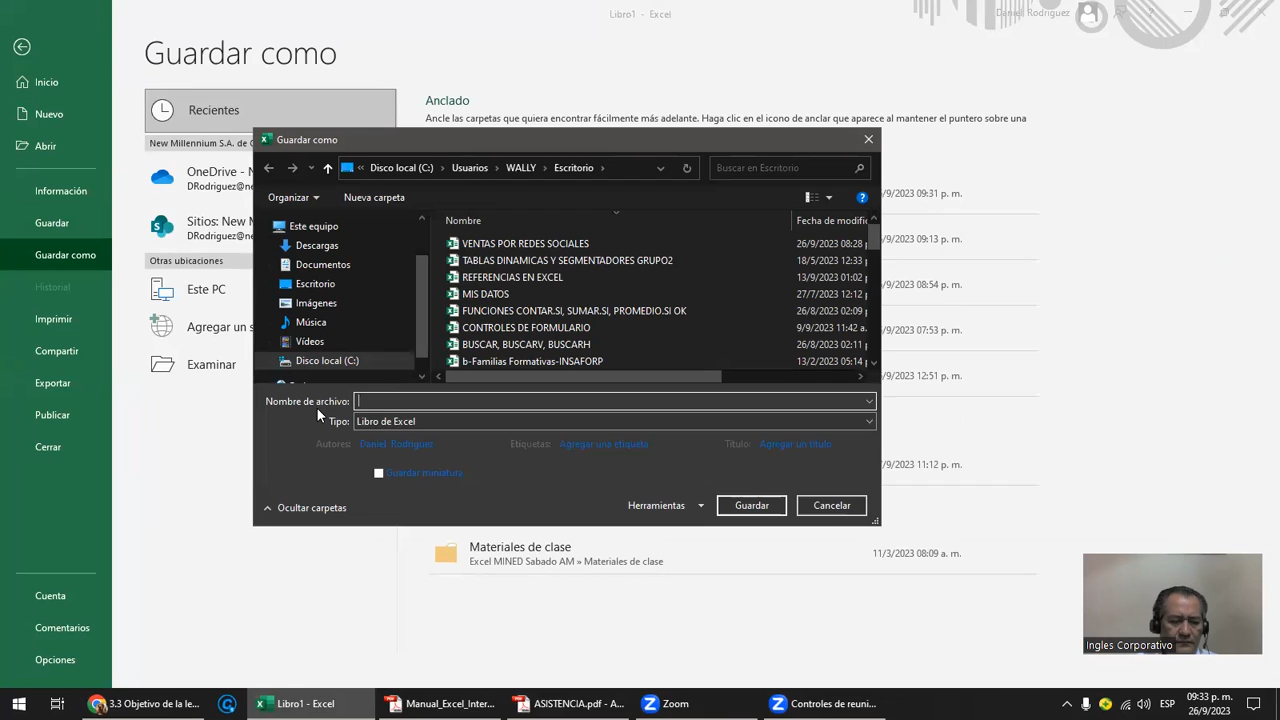 Libro1 - Excel
Daniel Rodriguez
Guardar como
Inicio
Nuevo
Abrir
Información
Guardar
Guardar como
Historial
Imprimir
Compartir
Exportar
Publicar
Cerrar
Cuenta
Comentarios
Opciones
Recientes
New Millennium S.A. de C
OneDrive -
DRodriguez@ne
Sitios: New M
DRodriguez@ne
Otras ubicaciones
Este PC
Agregar un s
Examinar
Anclado
Ancle las carpetas que quiera encontrar fácilmente más adelante. Haga clic en el icono de anclar que aparece al mantener el puntero sobre una
/9/2023 09:31 p. m.
/9/2023 09:13 p. m.
/9/2023 08:54 p. m.
/9/2023 07:53 p. m.
/9/2023 12:51 p. m.
/9/2023 11:12 p. m.
Materiales de clase
Excel MINED Sabado AM » Materiales de clase
11/3/2023 08:09 a. m.
Guardar como
« Disco local (C:) › Usuarios › WALLY › Escritorio ›
Buscar en Escritorio
Organizar
Nueva carpeta
Este equipo
Descargas
Documentos
Escritorio
Imágenes
Música
Vídeos
Disco local (C:)
Nombre
Fecha de modific
VENTAS POR REDES SOCIALES 26/9/2023 08:28 p
TABLAS DINAMICAS Y SEGMENTADORES GRUPO2 18/5/2023 12:33 p
REFERENCIAS EN EXCEL 13/9/2023 01:02 p
MIS DATOS 27/7/2023 12:12 p
FUNCIONES CONTAR.SI, SUMAR.SI, PROMEDIO.SI OK 26/8/2023 02:09 p
CONTROLES DE FORMULARIO 9/9/2023 11:42 a.
BUSCAR, BUSCARV, BUSCARH 26/8/2023 02:11 p
b-Familias Formativas-INSAFORP 13/2/2023 05:14 p
Nombre de archivo:
Tipo: Libro de Excel
Autores: Daniel Rodriguez
Etiquetas: Agregar una etiqueta
Título: Agregar un título
Guardar miniatura
Ocultar carpetas
Herramientas
Guardar
Cancelar
Ingles Corporativo
3.3 Objetivo de la le...
Libro1 - Excel
Manual_Excel_Inter...
ASISTENCIA.pdf - A...
Zoom
Controles de reuni...
ESP
09:33 p. m.
26/9/2023